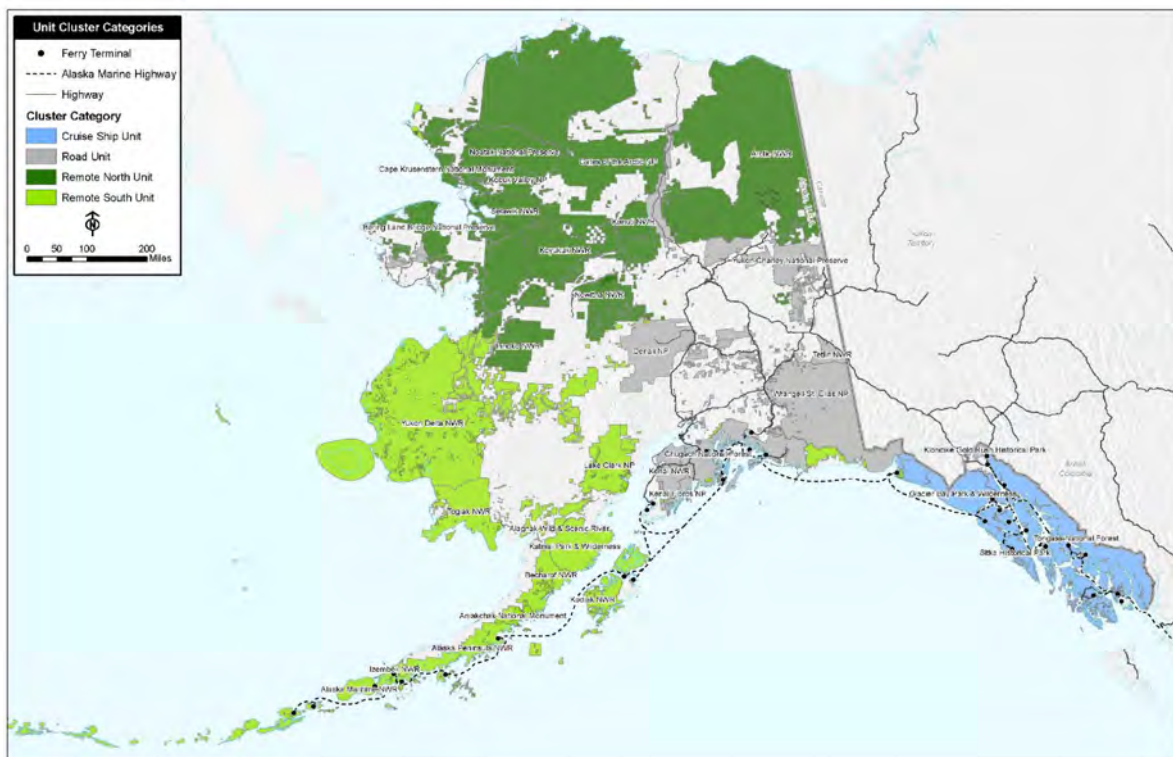 Unit Cluster Categories
Ferry Terminal
Alaska Marine Highway
Highway
Cluster Category
Cruise Ship Unit
Road Unit
Remote North Unit
Remote South Unit
N
0 50 100 200
Miles
Noatak National Preserve
Cape Krusenstern National Monument
Kobuk Valley NP
Gates of the Arctic NP
Arctic NWR
Selawik NWR
Bering Land Bridge National Preserve
Kanuti NWR
Koyukuk NWR
Yukon Charley National Preserve
Nowitna NWR
Innoko NWR
Denali NP
Tetlin NWR
Wrangell St. Elias NP
Yukon Delta NWR
Lake Clark NP
Chugach National Forest
Kenai NWR
Kenai Fjords NP
Klondike Gold Rush Historical Park
Glacier Bay Park & Wilderness
Togiak NWR
Alagnak Wild & Scenic River
Katmai Park & Wilderness
Tongass National Forest
Sitka Historical Park
Becharof NWR
Kodiak NWR
Aniakchak National Monument
Alaska Peninsula NWR
Izembek NWR
Alaska Maritime NWR
Yukon
Territory
British
Columbia
Canada